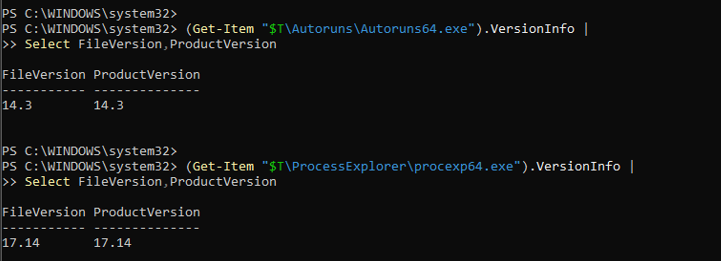 PS C:\WINDOWS\system32>
PS C:\WINDOWS\system32> (Get-Item "$T\Autoruns\Autoruns64.exe").VersionInfo |
>> Select FileVersion,ProductVersion
FileVersion ProductVersion
----------- --------------
14.3        14.3
PS C:\WINDOWS\system32>
PS C:\WINDOWS\system32> (Get-Item "$T\ProcessExplorer\procexp64.exe").VersionInfo |
>> Select FileVersion,ProductVersion
FileVersion ProductVersion
----------- --------------
17.14       17.14